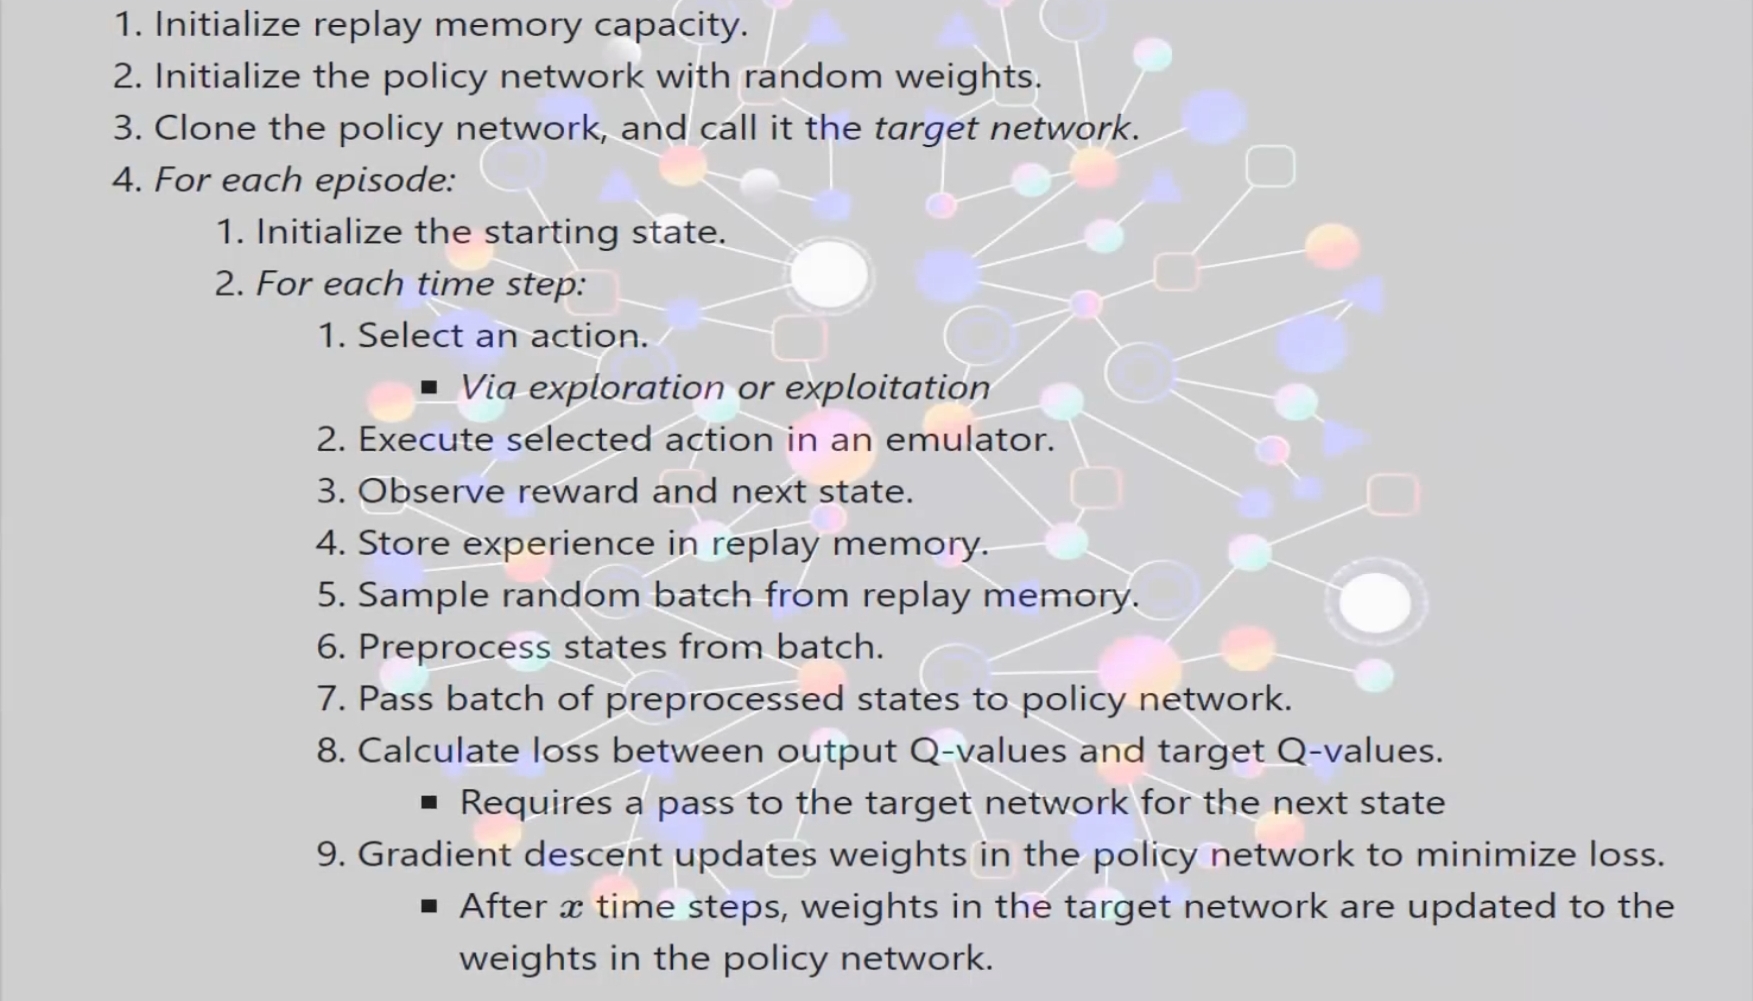 1. Initialize replay memory capacity.
2. Initialize the policy network with random weights.
3. Clone the policy network, and call it the target network.
4. For each episode:
1. Initialize the starting state.
2. For each time step:
1. Select an action.
▪ Via exploration or exploitation
2. Execute selected action in an emulator.
3. Observe reward and next state.
4. Store experience in replay memory.
5. Sample random batch from replay memory.
6. Preprocess states from batch.
7. Pass batch of preprocessed states to policy network.
8. Calculate loss between output Q-values and target Q-values.
▪ Requires a pass to the target network for the next state
9. Gradient descent updates weights in the policy network to minimize loss.
▪ After x time steps, weights in the target network are updated to the
weights in the policy network.